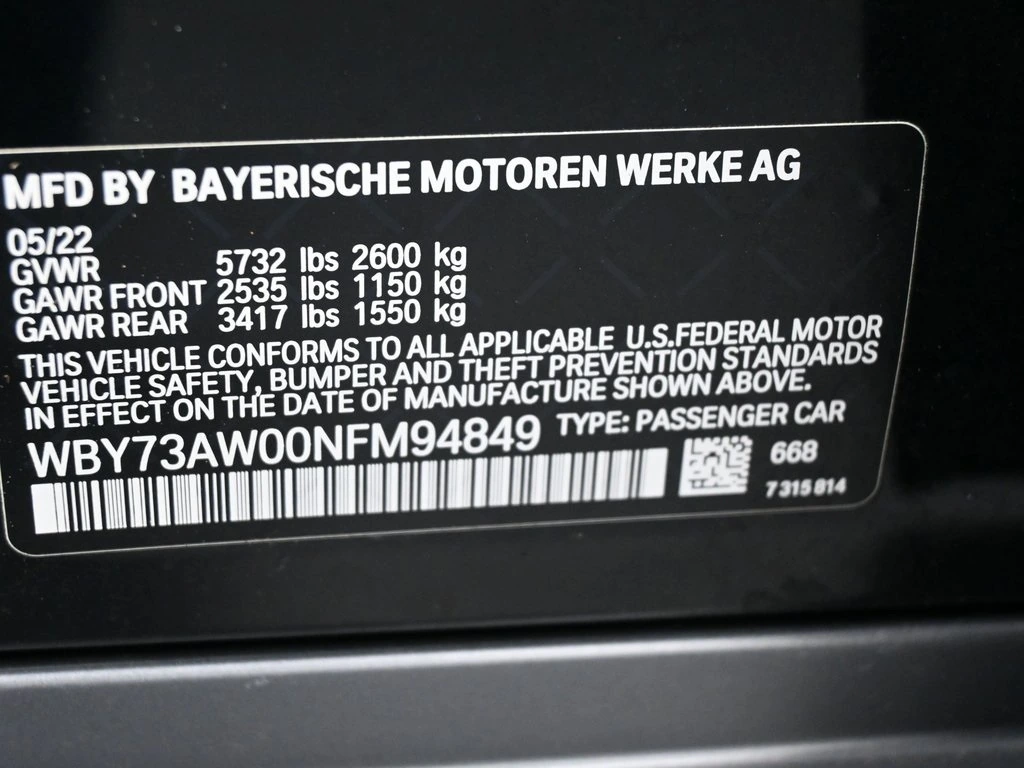 MFD BY BAYERISCHE MOTOREN WERKE AG
05/22
GVWR 5732 lbs 2600 kg
GAWR FRONT 2535 lbs 1150 kg
GAWR REAR 3417 lbs 1550 kg
THIS VEHICLE CONFORMS TO ALL APPLICABLE U.S.FEDERAL MOTOR
VEHICLE SAFETY, BUMPER AND THEFT PREVENTION STANDARDS
IN EFFECT ON THE DATE OF MANUFACTURE SHOWN ABOVE.
WBY73AW00NFM94849 TYPE: PASSENGER CAR
668
7 315 814